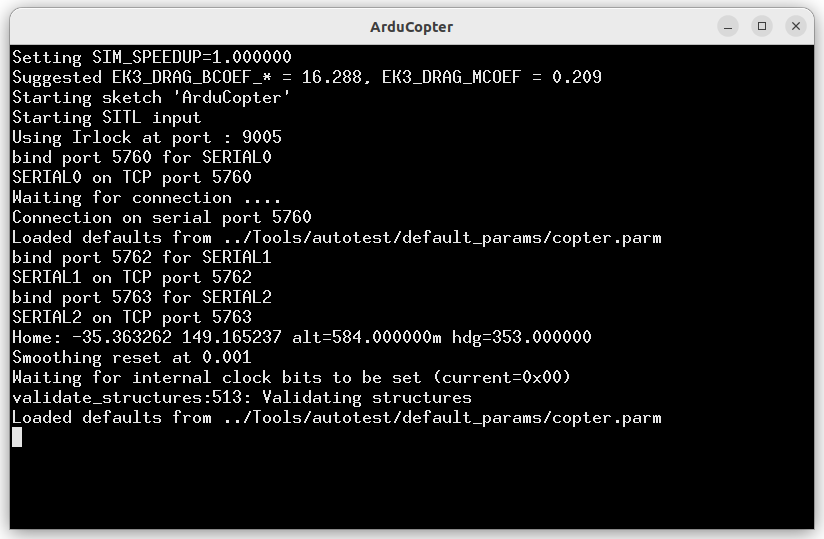 ArduCopter
Setting SIM_SPEEDUP=1.000000
Suggested EK3_DRAG_BCOEF_* = 16.288, EK3_DRAG_MCOEF = 0.209
Starting sketch 'ArduCopter'
Starting SITL input
Using Irlock at port : 9005
bind port 5760 for SERIAL0
SERIAL0 on TCP port 5760
Waiting for connection ....
Connection on serial port 5760
Loaded defaults from ../Tools/autotest/default_params/copter.parm
bind port 5762 for SERIAL1
SERIAL1 on TCP port 5762
bind port 5763 for SERIAL2
SERIAL2 on TCP port 5763
Home: -35.363262 149.165237 alt=584.000000m hdg=353.000000
Smoothing reset at 0.001
Waiting for internal clock bits to be set (current=0x00)
validate_structures:513: Validating structures
Loaded defaults from ../Tools/autotest/default_params/copter.parm